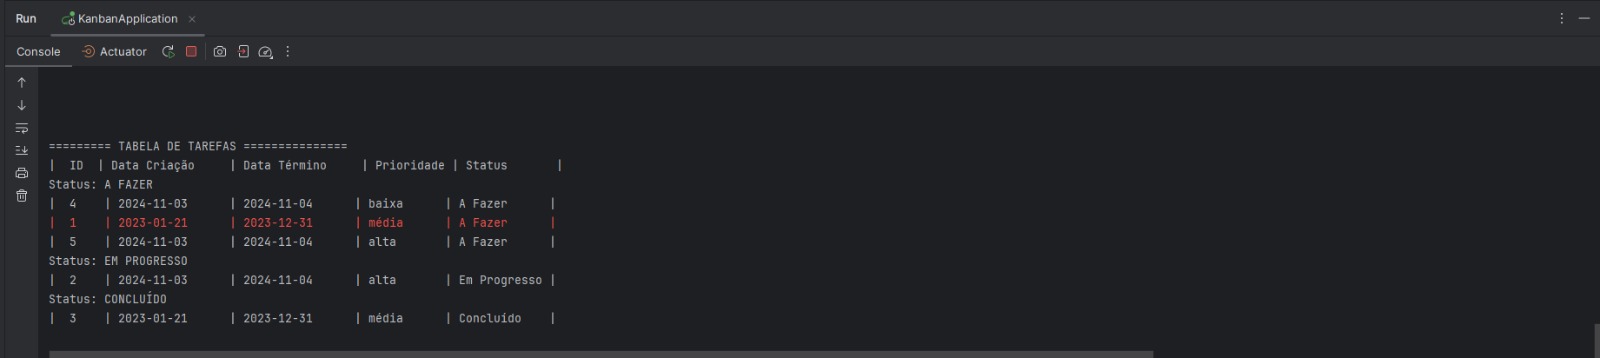 Run KanbanApplication ×
Console Actuator
========= TABELA DE TAREFAS ===============
|  ID  | Data Criação     | Data Término     | Prioridade | Status       |
Status: A FAZER
|  4    | 2024-11-03      | 2024-11-04      | baixa      | A Fazer      |
|  1    | 2023-01-21      | 2023-12-31      | média      | A Fazer      |
|  5    | 2024-11-03      | 2024-11-04      | alta       | A Fazer      |
Status: EM PROGRESSO
|  2    | 2024-11-03      | 2024-11-04      | alta       | Em Progresso |
Status: CONCLUÍDO
|  3    | 2023-01-21      | 2023-12-31      | média      | Concluído    |